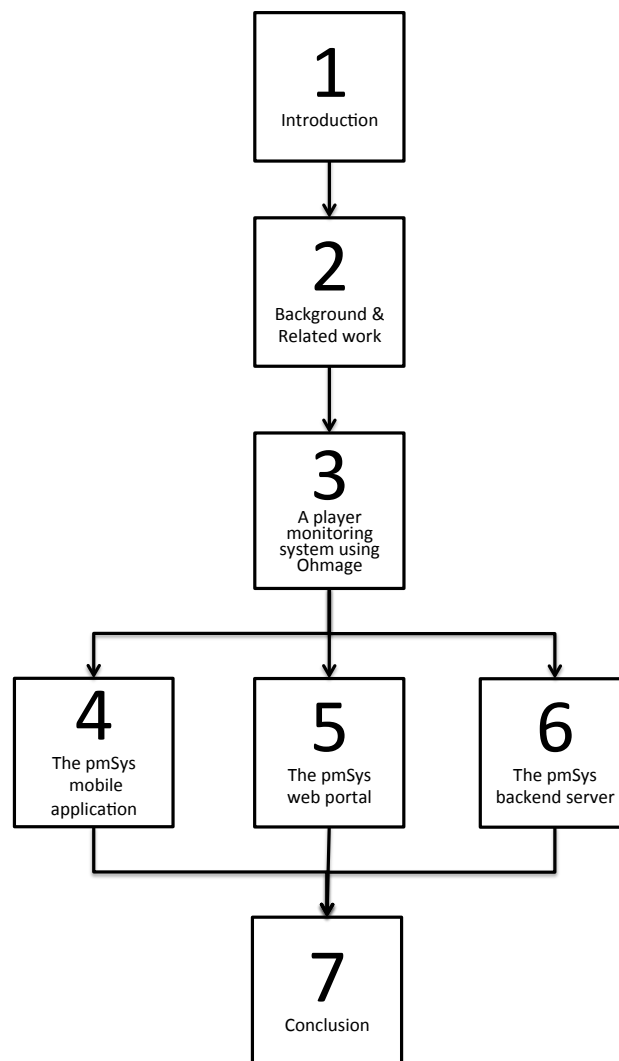 1
Introduction
2
Background &
Related work
3
A player
monitoring
system using
Ohmage
4
The pmSys
mobile
application
5
The pmSys
web portal
6
The pmSys
backend server
7
Conclusion